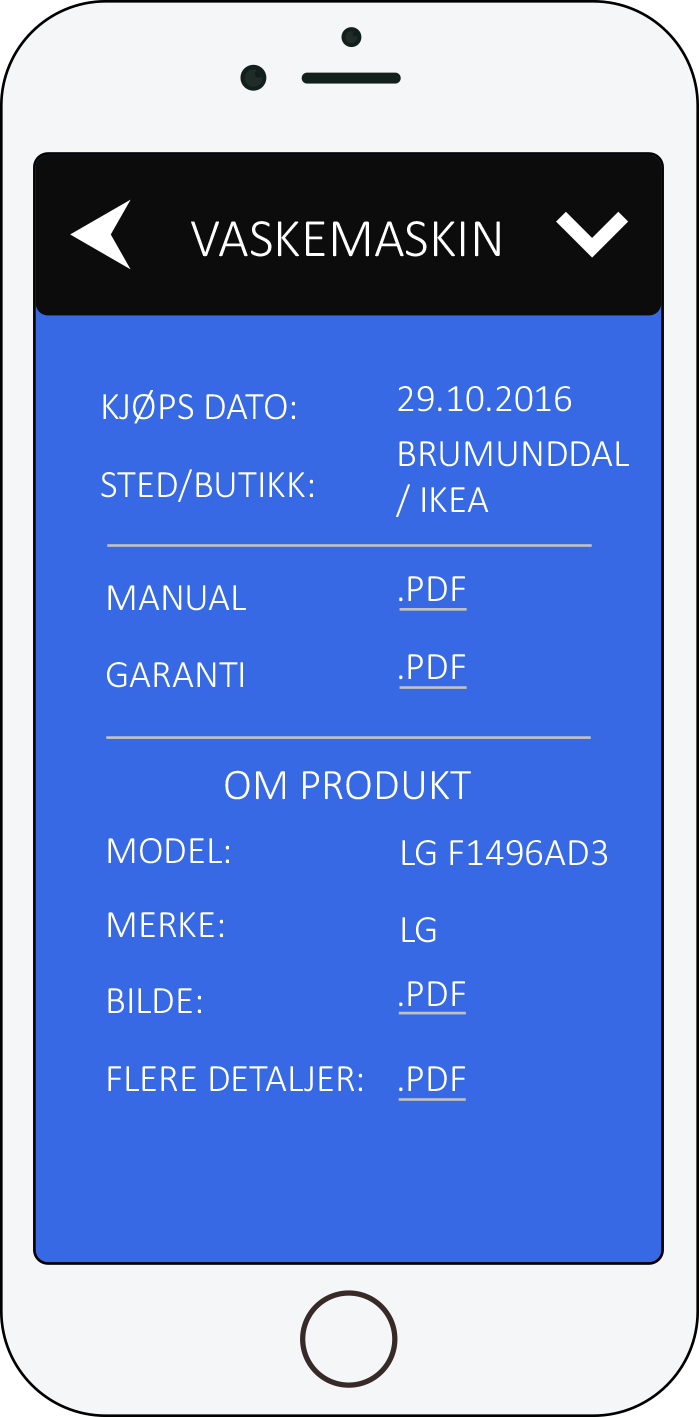 VASKEMASKIN
KJØPS DATO: 29.10.2016
STED/BUTIKK: BRUMUNDDAL
/ IKEA
MANUAL .PDF
GARANTI .PDF
OM PRODUKT
MODEL: LG F1496AD3
MERKE: LG
BILDE: .PDF
FLERE DETALJER: .PDF